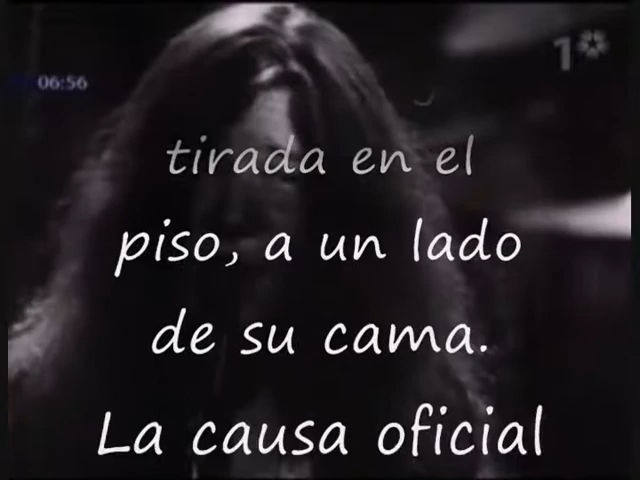 1
06:56
tirada en el
piso, a un lado
de su cama.
La causa oficial